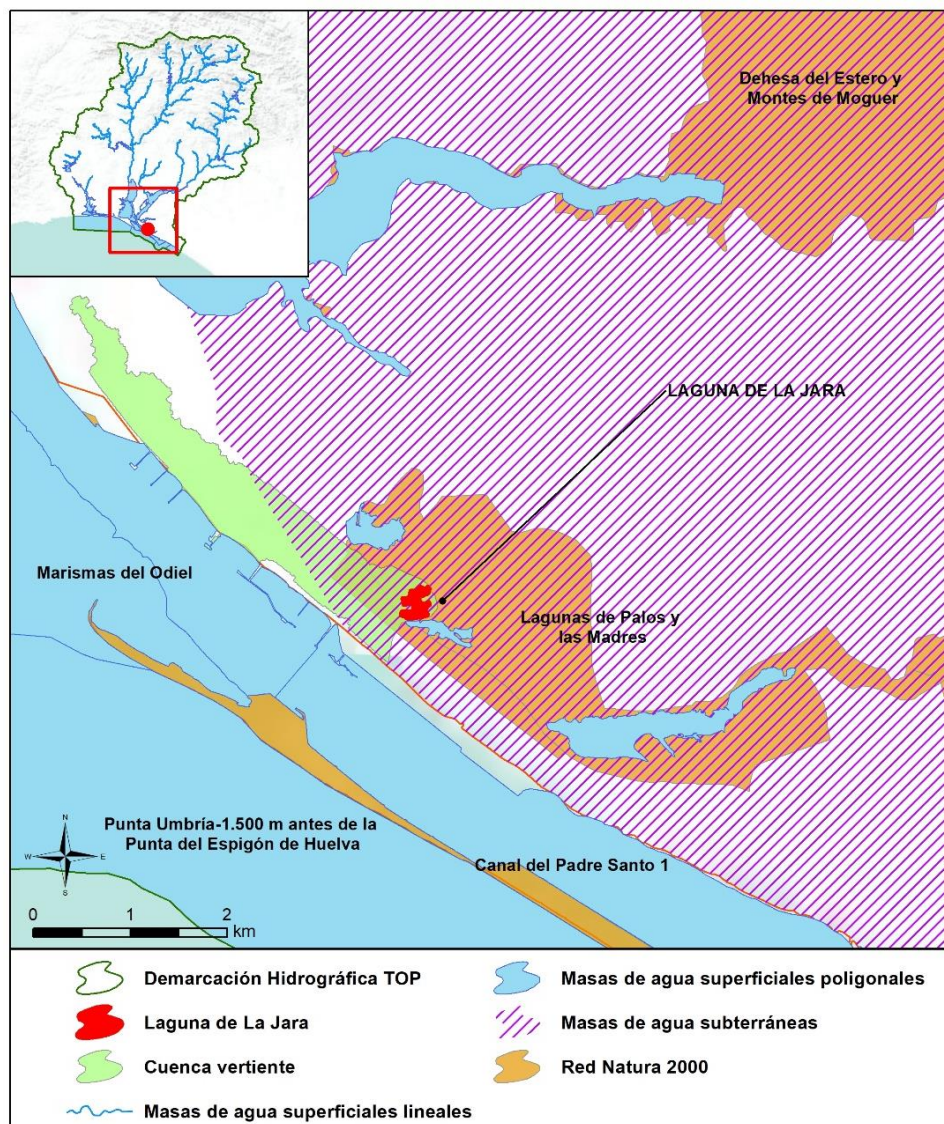 Demarcación Hidrográfica TOP
Laguna de La Jara
Cuenca vertiente
Masas de agua superficiales lineales
Masas de agua superficiales poligonales
Masas de agua subterráneas
Red Natura 2000
Dehesa del Estero y
Montes de Moguer
LAGUNA DE LA JARA
Marismas del Odiel
Lagunas de Palos y
las Madres
Punta Umbría-1.500 m antes de la
Punta del Espigón de Huelva
Canal del Padre Santo 1
N
W E
S
0 1 2
km